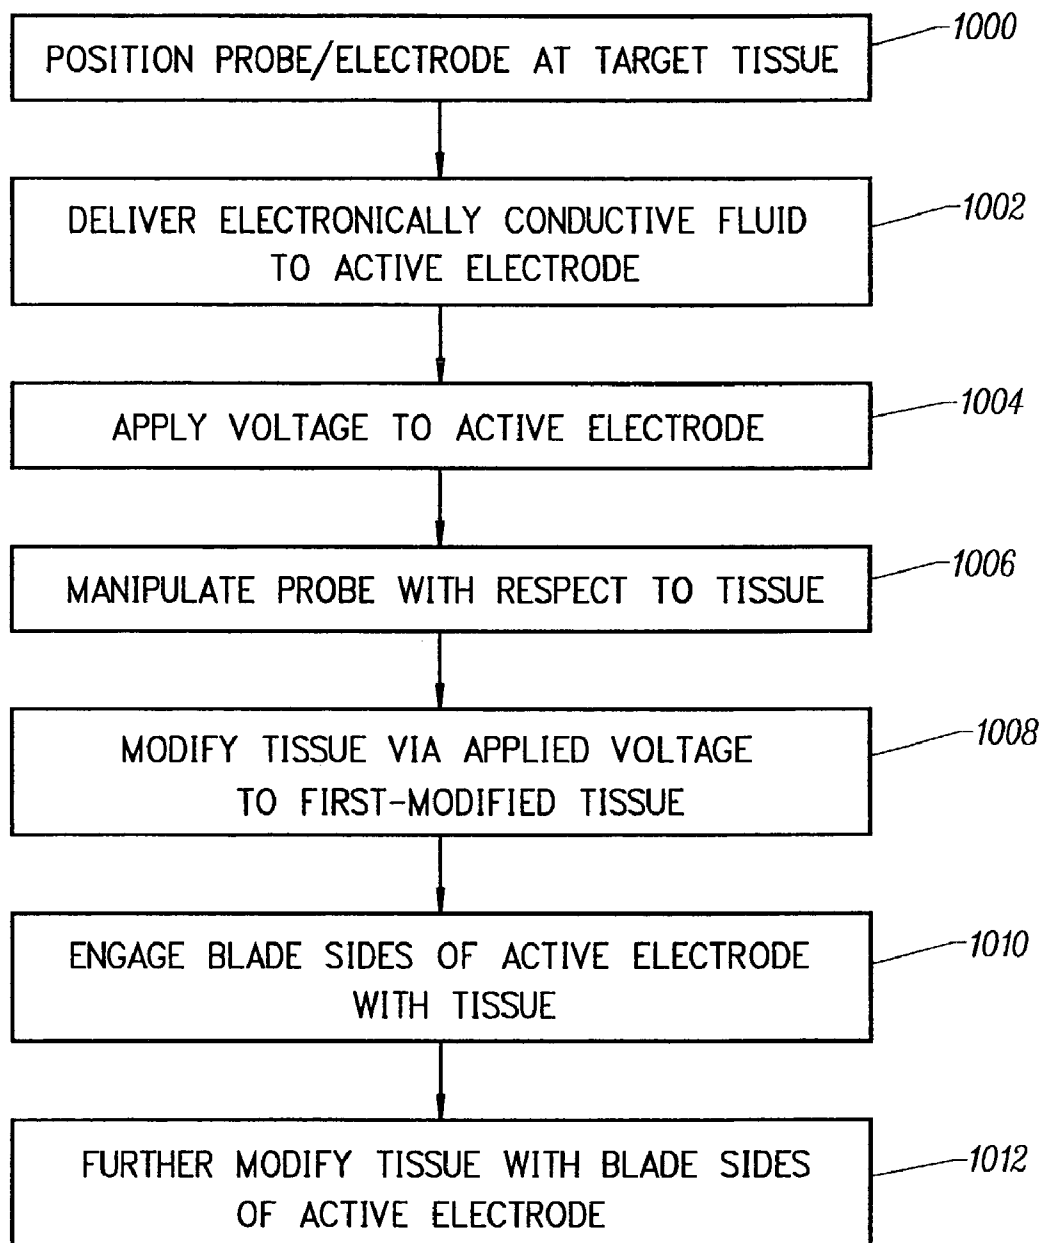 POSITION PROBE/ELECTRODE AT TARGET TISSUE
1000
DELIVER ELECTRONICALLY CONDUCTIVE FLUID
TO ACTIVE ELECTRODE
1002
APPLY VOLTAGE TO ACTIVE ELECTRODE
1004
MANIPULATE PROBE WITH RESPECT TO TISSUE
1006
MODIFY TISSUE VIA APPLIED VOLTAGE
TO FIRST-MODIFIED TISSUE
1008
ENGAGE BLADE SIDES OF ACTIVE ELECTRODE
WITH TISSUE
1010
FURTHER MODIFY TISSUE WITH BLADE SIDES
OF ACTIVE ELECTRODE
1012